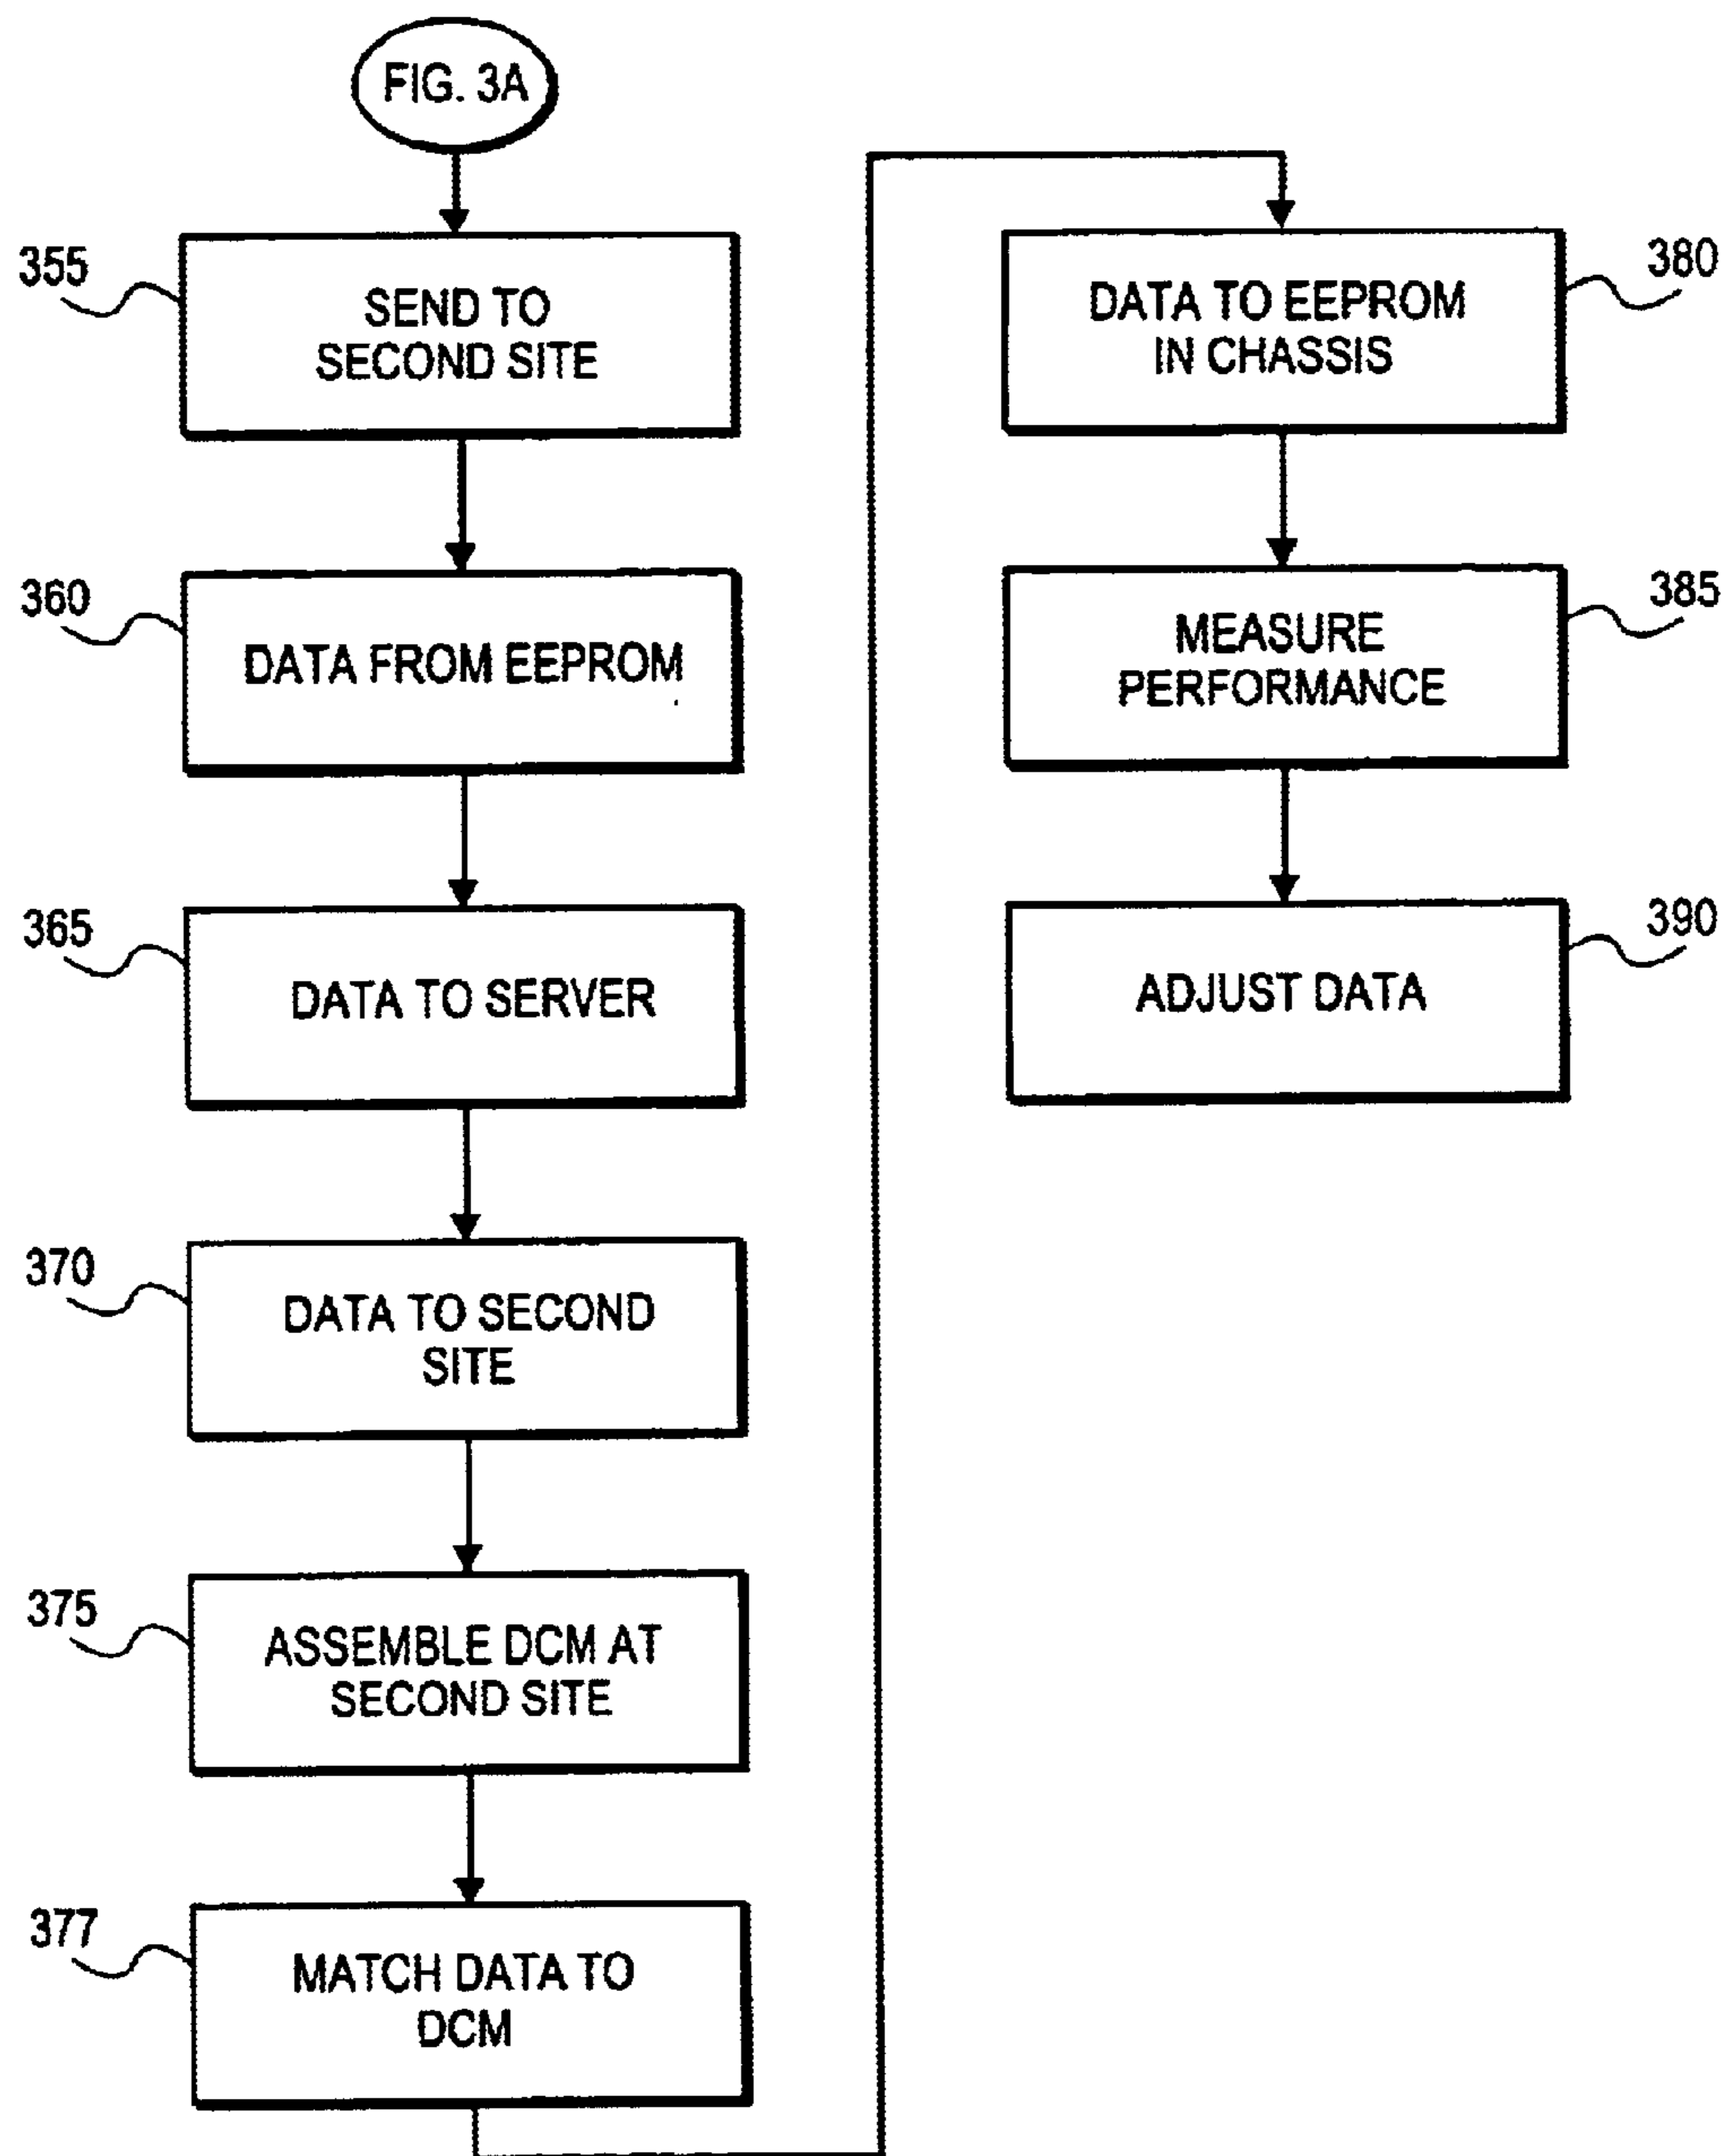 FIG. 3A
355
SEND TO
SECOND SITE
360
DATA FROM EEPROM
365
DATA TO SERVER
370
DATA TO SECOND
SITE
375
ASSEMBLE DCM AT
SECOND SITE
377
MATCH DATA TO
DCM
380
DATA TO EEPROM
IN CHASSIS
385
MEASURE
PERFORMANCE
390
ADJUST DATA